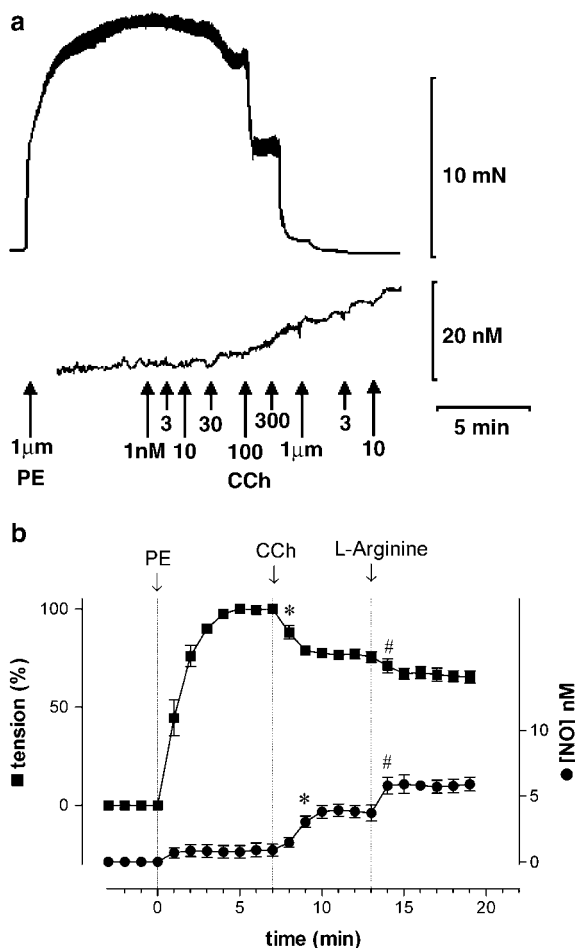 a
10 mN
20 nM
3 30 300 3
1μm 1nM 10 100 1μm 10
PE CCh
5 min
b
PE CCh L-Arginine
■ tension (%)
100
50
0
* #
* #
● [NO] nM
10
5
0
0 5 10 15 20
time (min)